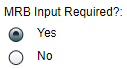 MRB Input Required?:
Yes
No